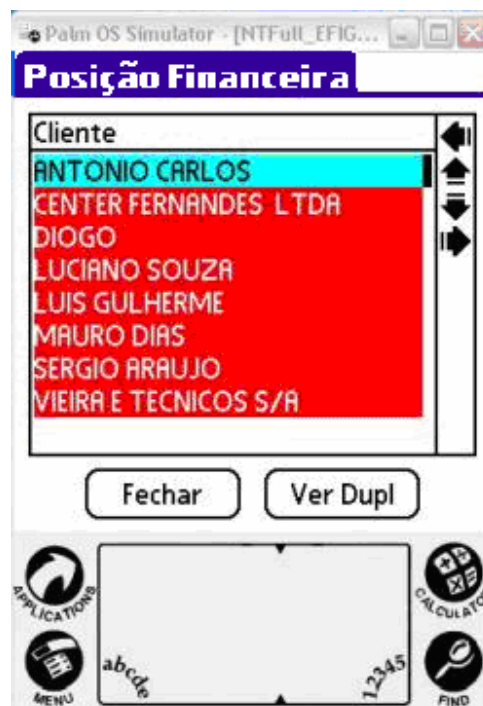 Palm OS Simulator - [NTFull_EFIG...
Posição Financeira
Cliente
ANTONIO CARLOS
CENTER FERNANDES LTDA
DIOGO
LUCIANO SOUZA
LUIS GULHERME
MAURO DIAS
SERGIO ARAUJO
VIEIRA E TECNICOS S/A
Fechar Ver Dupl
APPLICATIONS
CALCULATO
abcde
12345
MENU
FIND